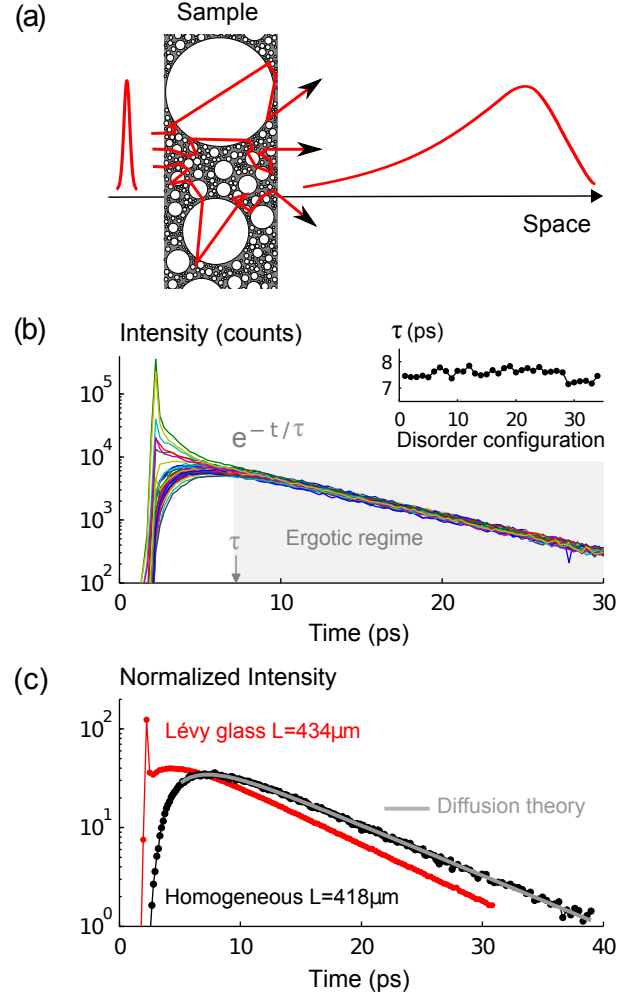 (a)
Sample
Space
(b)
Intensity (counts)
τ (ps)
8
7
0 10 20 30
Disorder configuration
10^5
10^4
10^3
10^2
e^{-t/τ}
τ
Ergotic regime
0 10 20 30
Time (ps)
(c)
Normalized Intensity
10^2
10^1
10^0
Lévy glass L=434μm
Diffusion theory
Homogeneous L=418μm
0 10 20 30 40
Time (ps)